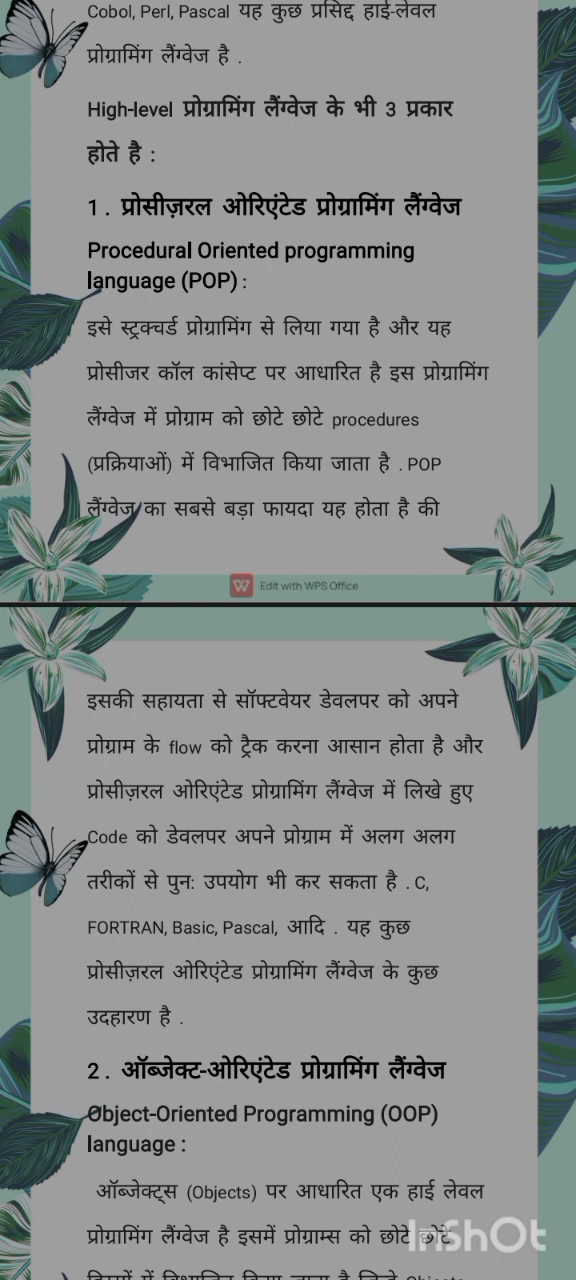 Cobol, Perl, Pascal यह कुछ प्रसिद्द हाई-लेवल
प्रोग्रामिंग लैंग्वेज है .
High-level प्रोग्रामिंग लैंग्वेज के भी 3 प्रकार
होते है :
1. प्रोसीज़रल ओरिएंटेड प्रोग्रामिंग लैंग्वेज
Procedural Oriented programming
language (POP) :
इसे स्ट्रक्चर्ड प्रोग्रामिंग से लिया गया है और यह
प्रोसीजर कॉल कांसेप्ट पर आधारित है इस प्रोग्रामिंग
लैंग्वेज में प्रोग्राम को छोटे छोटे procedures
(प्रक्रियाओं) में विभाजित किया जाता है . POP
लैंग्वेज का सबसे बड़ा फायदा यह होता है की
Edit with WPS Office
इसकी सहायता से सॉफ्टवेयर डेवलपर को अपने
प्रोग्राम के flow को ट्रैक करना आसान होता है और
प्रोसीज़रल ओरिएंटेड प्रोग्रामिंग लैंग्वेज में लिखे हुए
Code को डेवलपर अपने प्रोग्राम में अलग अलग
तरीकों से पुन: उपयोग भी कर सकता है . C,
FORTRAN, Basic, Pascal, आदि . यह कुछ
प्रोसीज़रल ओरिएंटेड प्रोग्रामिंग लैंग्वेज के कुछ
उदहारण है .
2. ऑब्जेक्ट-ओरिएंटेड प्रोग्रामिंग लैंग्वेज
Object-Oriented Programming (OOP)
language :
ऑब्जेक्ट्स (Objects) पर आधारित एक हाई लेवल
प्रोग्रामिंग लैंग्वेज है इसमें प्रोग्राम्स को छोटे छोटे
InShOt